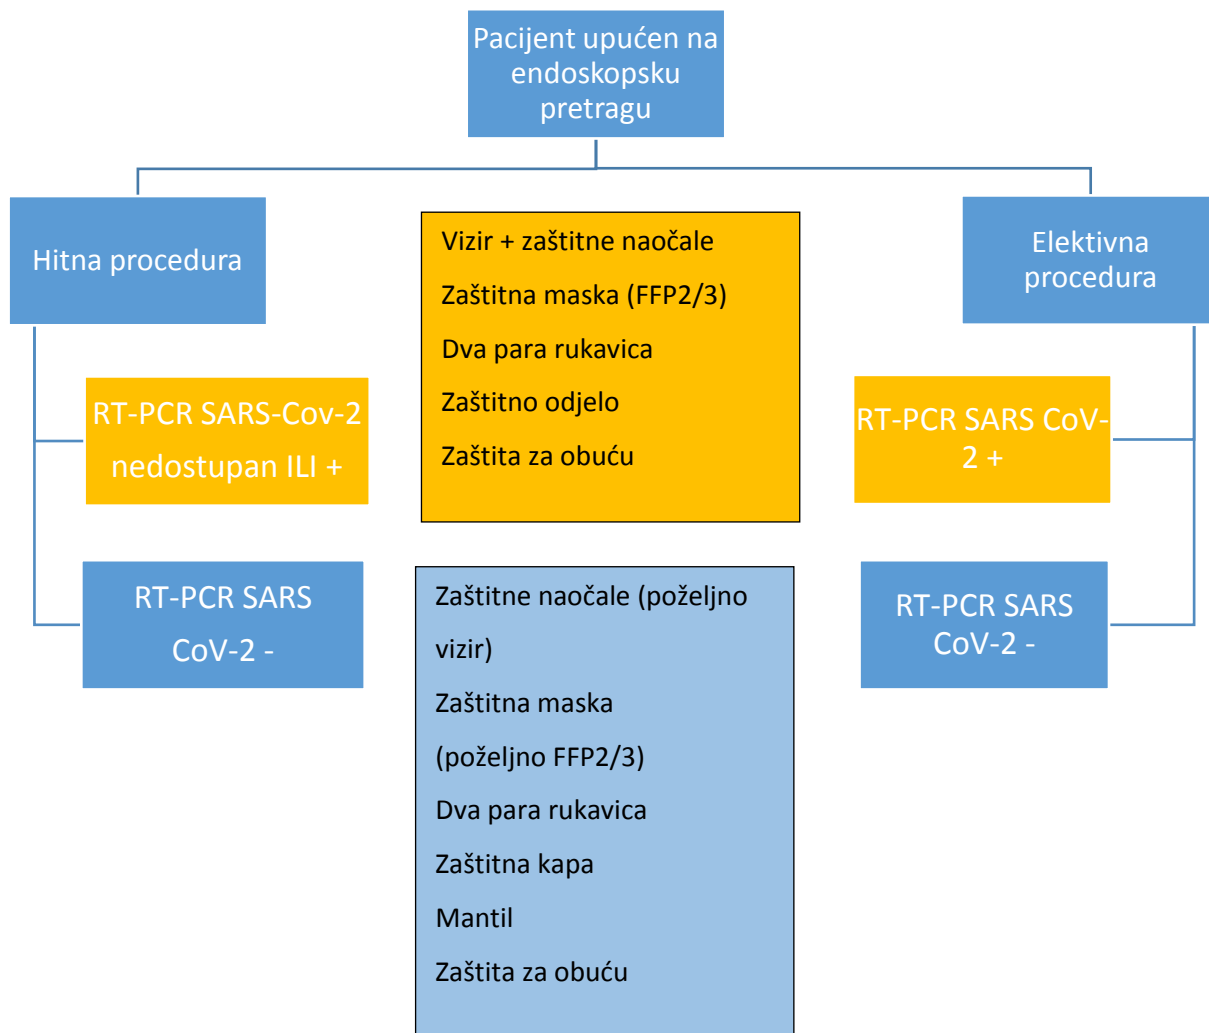 Pacijent upućen na
endoskopsku
pretragu
Hitna procedura
Elektivna
procedura
Vizir + zaštitne naočale
Zaštitna maska (FFP2/3)
Dva para rukavica
Zaštitno odjelo
Zaštita za obuću
RT-PCR SARS-Cov-2
nedostupan ILI +
RT-PCR SARS CoV-
2 +
RT-PCR SARS
CoV-2 -
Zaštitne naočale (poželjno
vizir)
Zaštitna maska
(poželjno FFP2/3)
Dva para rukavica
Zaštitna kapa
Mantil
Zaštita za obuću
RT-PCR SARS
CoV-2 -